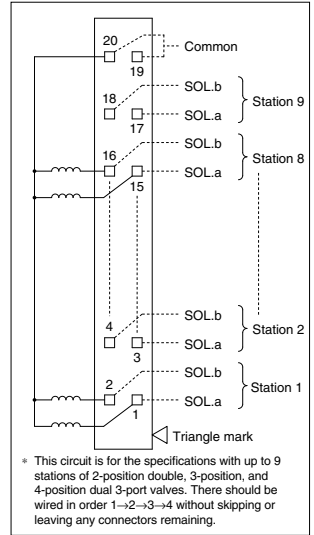 20
Common
19
SOL.b
18
Station 9
SOL.a
17
SOL.b
16
Station 8
SOL.a
15
SOL.b
4
Station 2
SOL.a
3
SOL.b
2
Station 1
SOL.a
1
Triangle mark
* This circuit is for the specifications with up to 9
stations of 2-position double, 3-position, and
4-position dual 3-port valves. There should be
wired in order 1→2→3→4 without skipping or
leaving any connectors remaining.